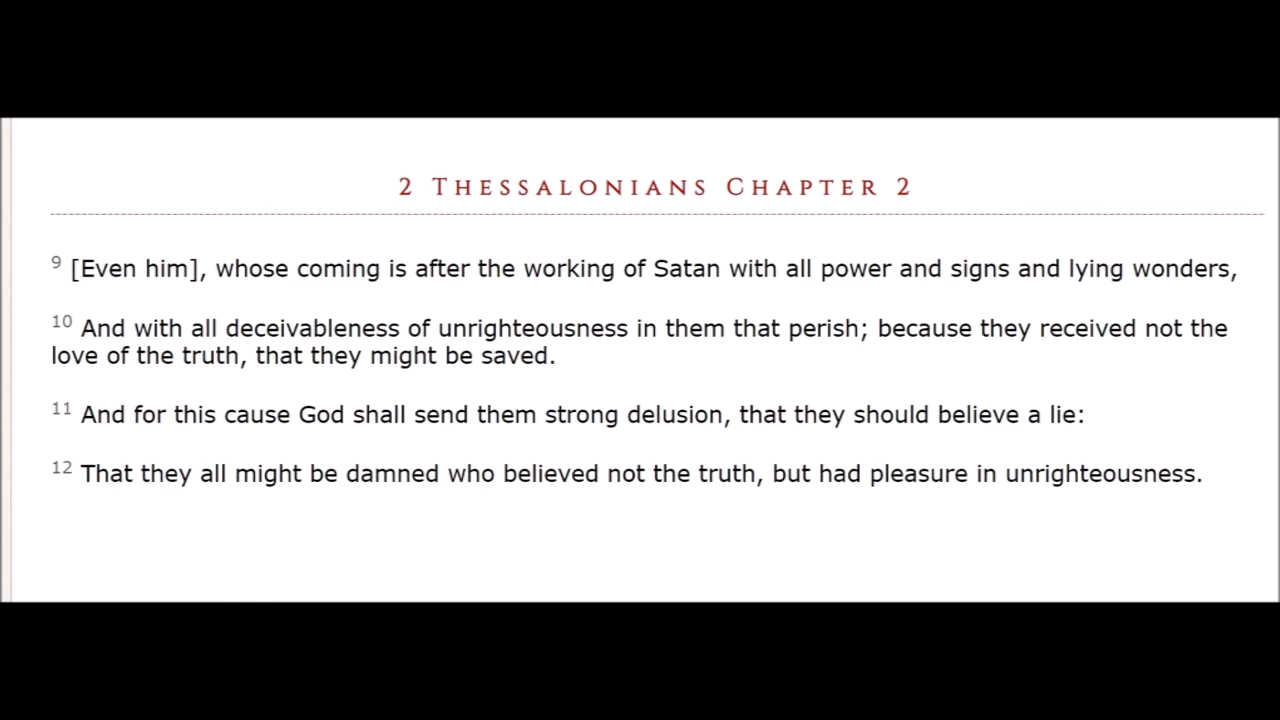 2 Thessalonians Chapter 2
9 [Even him], whose coming is after the working of Satan with all power and signs and lying wonders,
10 And with all deceivableness of unrighteousness in them that perish; because they received not the
love of the truth, that they might be saved.
11 And for this cause God shall send them strong delusion, that they should believe a lie:
12 That they all might be damned who believed not the truth, but had pleasure in unrighteousness.